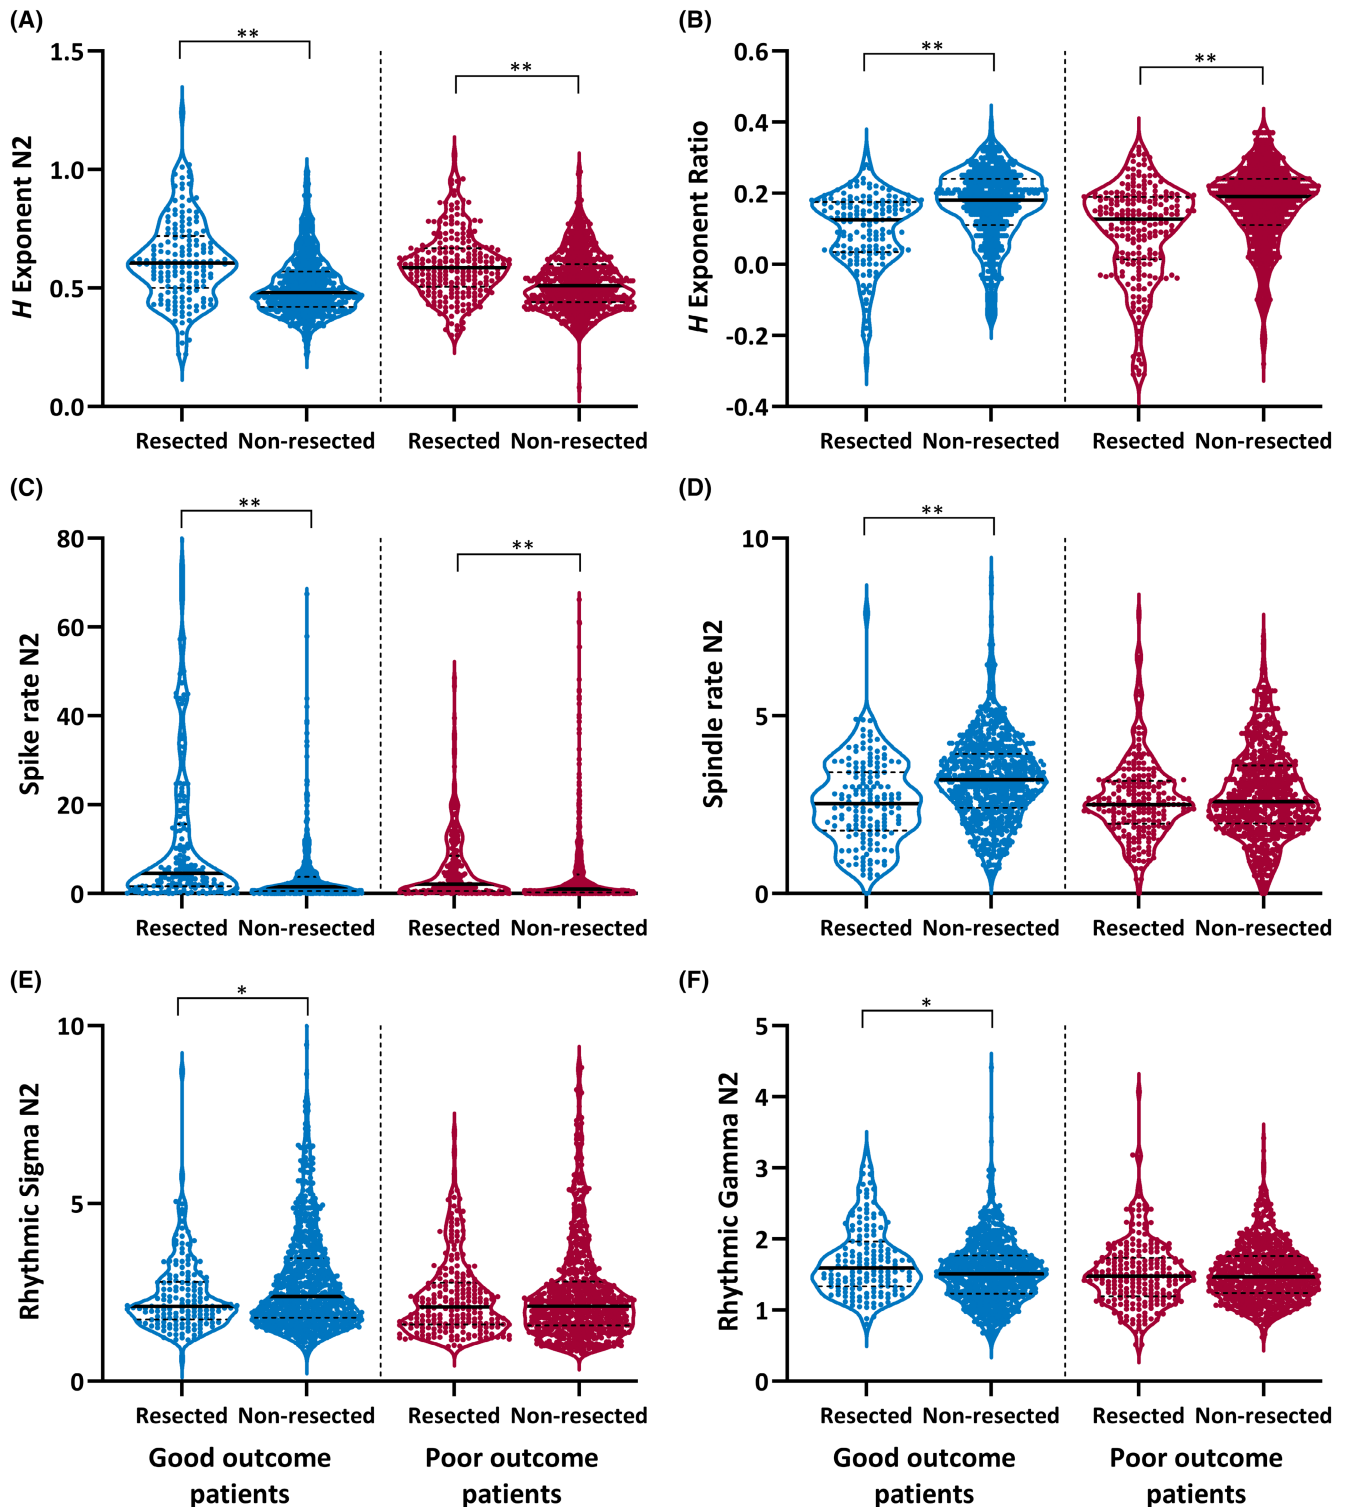 (A)
**
**
1.5
1.0
0.5
0.0
H Exponent N2
Resected Non-resected Resected Non-resected
(B)
**
**
0.6
0.4
0.2
0.0
-0.2
-0.4
H Exponent Ratio
Resected Non-resected Resected Non-resected
(C)
**
**
80
60
40
20
0
Spike rate N2
Resected Non-resected Resected Non-resected
(D)
**
10
5
0
Spindle rate N2
Resected Non-resected Resected Non-resected
(E)
*
10
5
0
Rhythmic Sigma N2
Resected Non-resected Resected Non-resected
Good outcome
patients
Poor outcome
patients
(F)
*
5
4
3
2
1
0
Rhythmic Gamma N2
Resected Non-resected Resected Non-resected
Good outcome
patients
Poor outcome
patients